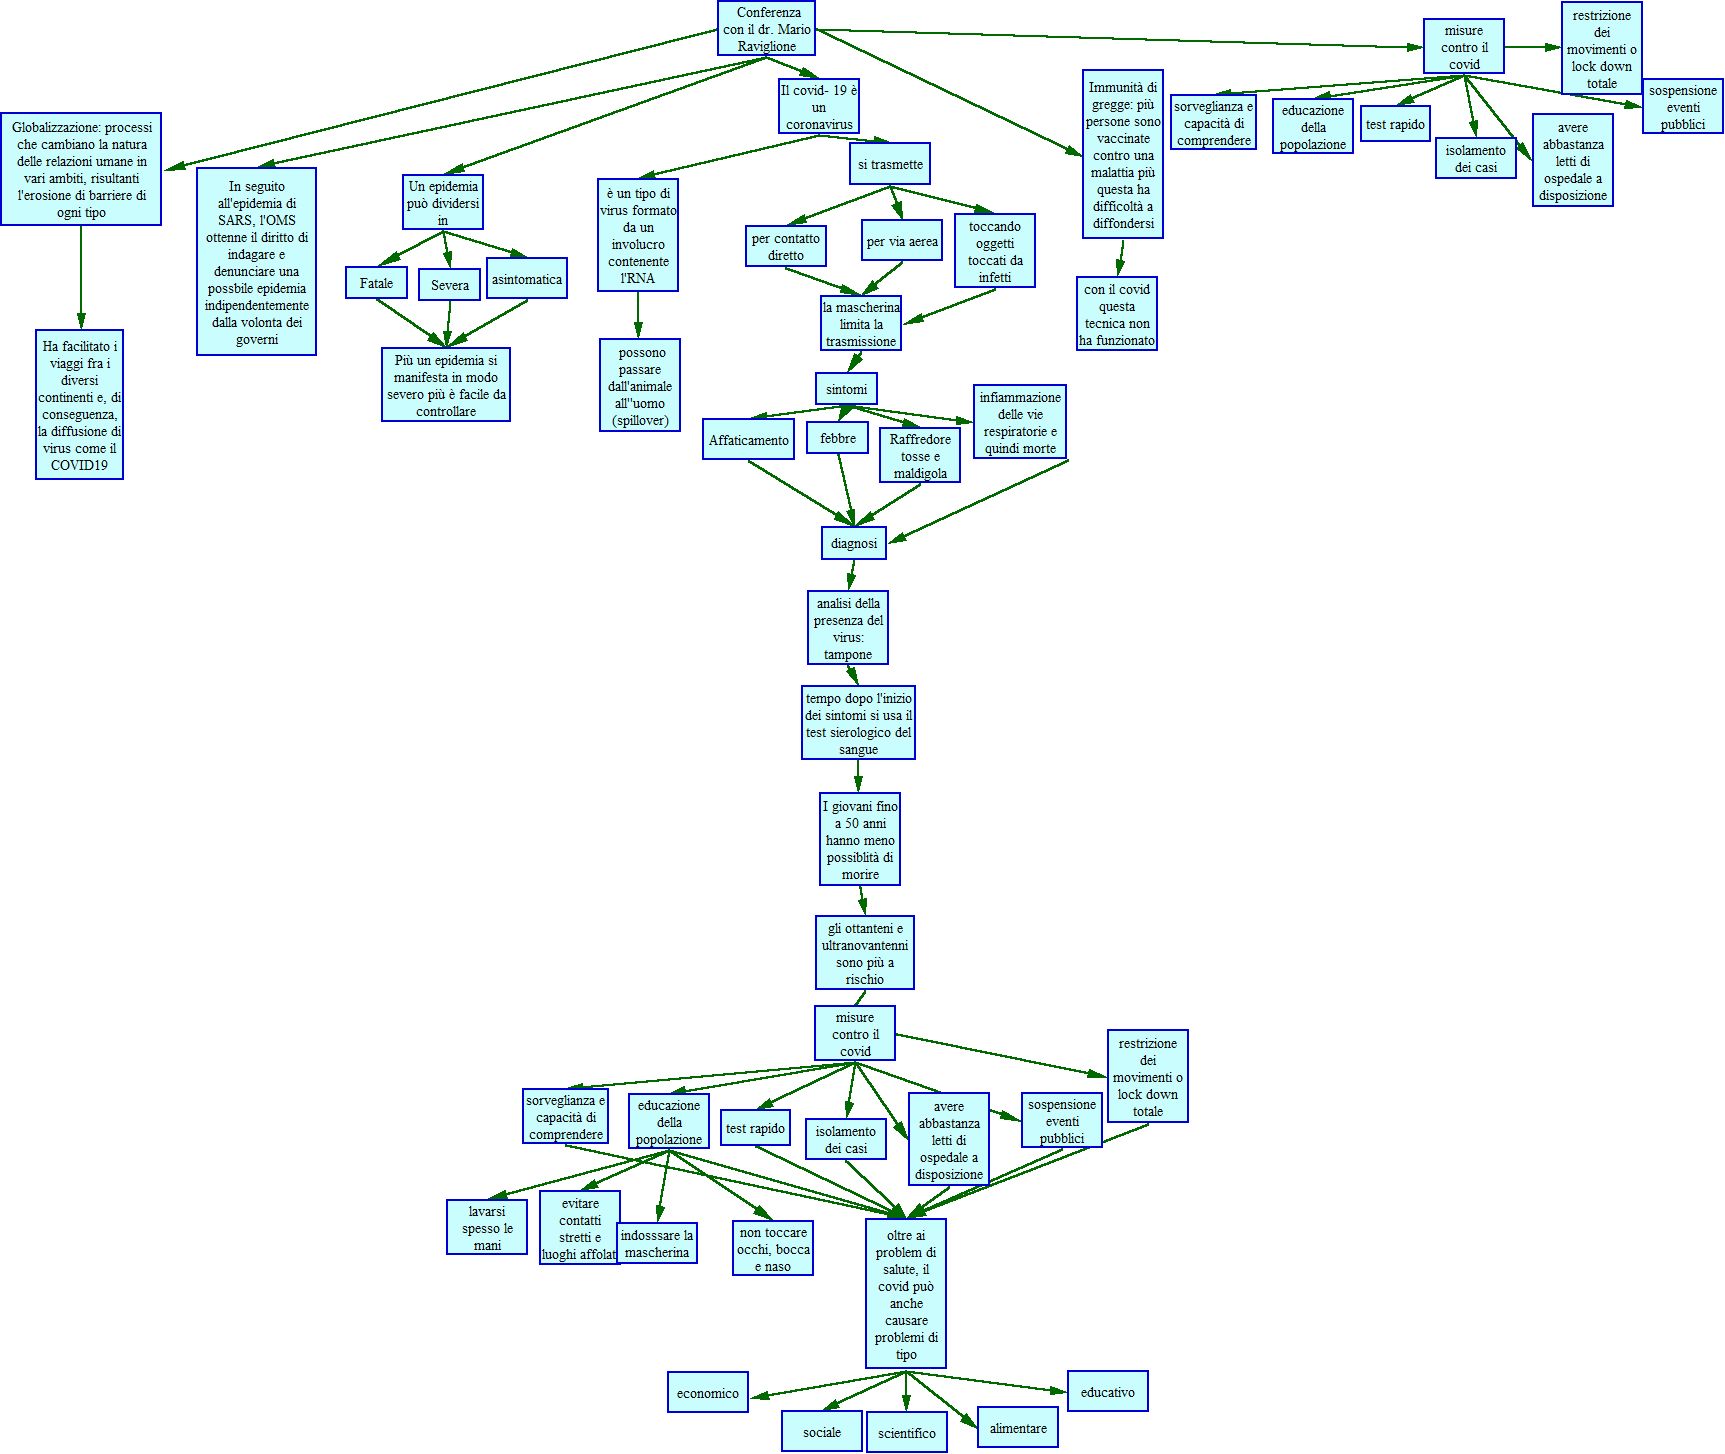 Conferenza
con il dr. Mario
Raviglione
misure
contro il
covid
restrizione
dei
movimenti o
lock down
totale
sorveglianza e
capacità di
comprendere
educazione
della
popolazione
test rapido
isolamento
dei casi
avere
abbastanza
letti di
ospedale a
disposizione
sospensione
eventi
pubblici
Globalizzazione: processi
che cambiano la natura
delle relazioni umane in
vari ambiti, risultanti
l'erosione di barriere di
ogni tipo
Ha facilitato i
viaggi fra i
diversi
continenti e, di
conseguenza,
la diffusione di
virus come il
COVID19
In seguito
all'epidemia di
SARS, l'OMS
ottenne il diritto di
indagare e
denunciare una
possbile epidemia
indipendentemente
dalla volonta dei
governi
Un epidemia
può dividersi
in
Fatale
Severa
asintomatica
Più un epidemia si
manifesta in modo
severo più è facile da
controllare
Il covid- 19 è
un
coronavirus
è un tipo di
virus formato
da un
involucro
contenente
l'RNA
possono
passare
dall'animale
all''uomo
(spillover)
si trasmette
per contatto
diretto
per via aerea
toccando
oggetti
toccati da
infetti
la mascherina
limita la
trasmissione
Immunità di
gregge: più
persone sono
vaccinate
contro una
malattia più
questa ha
difficoltà a
diffondersi
con il covid
questa
tecnica non
ha funzionato
sintomi
Affaticamento
febbre
Raffredore
tosse e
maldigola
infiammazione
delle vie
respiratorie e
quindi morte
diagnosi
analisi della
presenza del
virus:
tampone
tempo dopo l'inizio
dei sintomi si usa il
test sierologico del
sangue
I giovani fino
a 50 anni
hanno meno
possiblità di
morire
gli ottanteni e
ultranovantenni
sono più a
rischio
misure
contro il
covid
restrizione
dei
movimenti o
lock down
totale
sorveglianza e
capacità di
comprendere
educazione
della
popolazione
test rapido
isolamento
dei casi
avere
abbastanza
letti di
ospedale a
disposizione
sospensione
eventi
pubblici
lavarsi
spesso le
mani
evitare
contatti
stretti e
luoghi affolat
indosssare la
mascherina
non toccare
occhi, bocca
e naso
oltre ai
problem di
salute, il
covid può
anche
causare
problemi di
tipo
economico
sociale
scientifico
alimentare
educativo